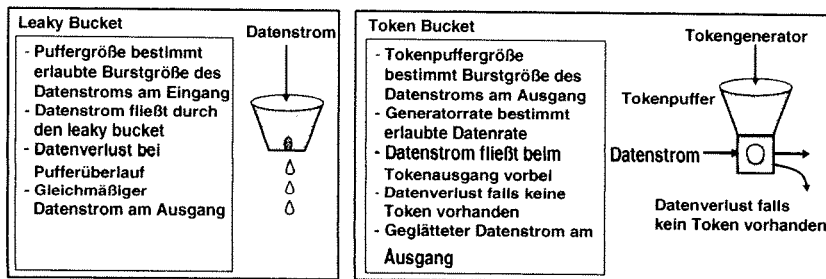 Leaky Bucket
- Puffergröße bestimmt
erlaubte Burstgröße des
Datenstroms am Eingang
- Datenstrom fließt durch
den leaky bucket
- Datenverlust bei
Pufferüberlauf
- Gleichmäßiger
Datenstrom am Ausgang
Datenstrom
Token Bucket
- Tokenpuffergröße
bestimmt Burstgröße des
Datenstroms am Ausgang
- Generatorrate bestimmt
erlaubte Datenrate
- Datenstrom fließt beim
Tokenausgang vorbei
- Datenverlust falls keine
Token vorhanden
- Geglätteter Datenstrom am
Ausgang
Tokengenerator
Tokenpuffer
Datenstrom
Datenverlust falls
kein Token vorhanden